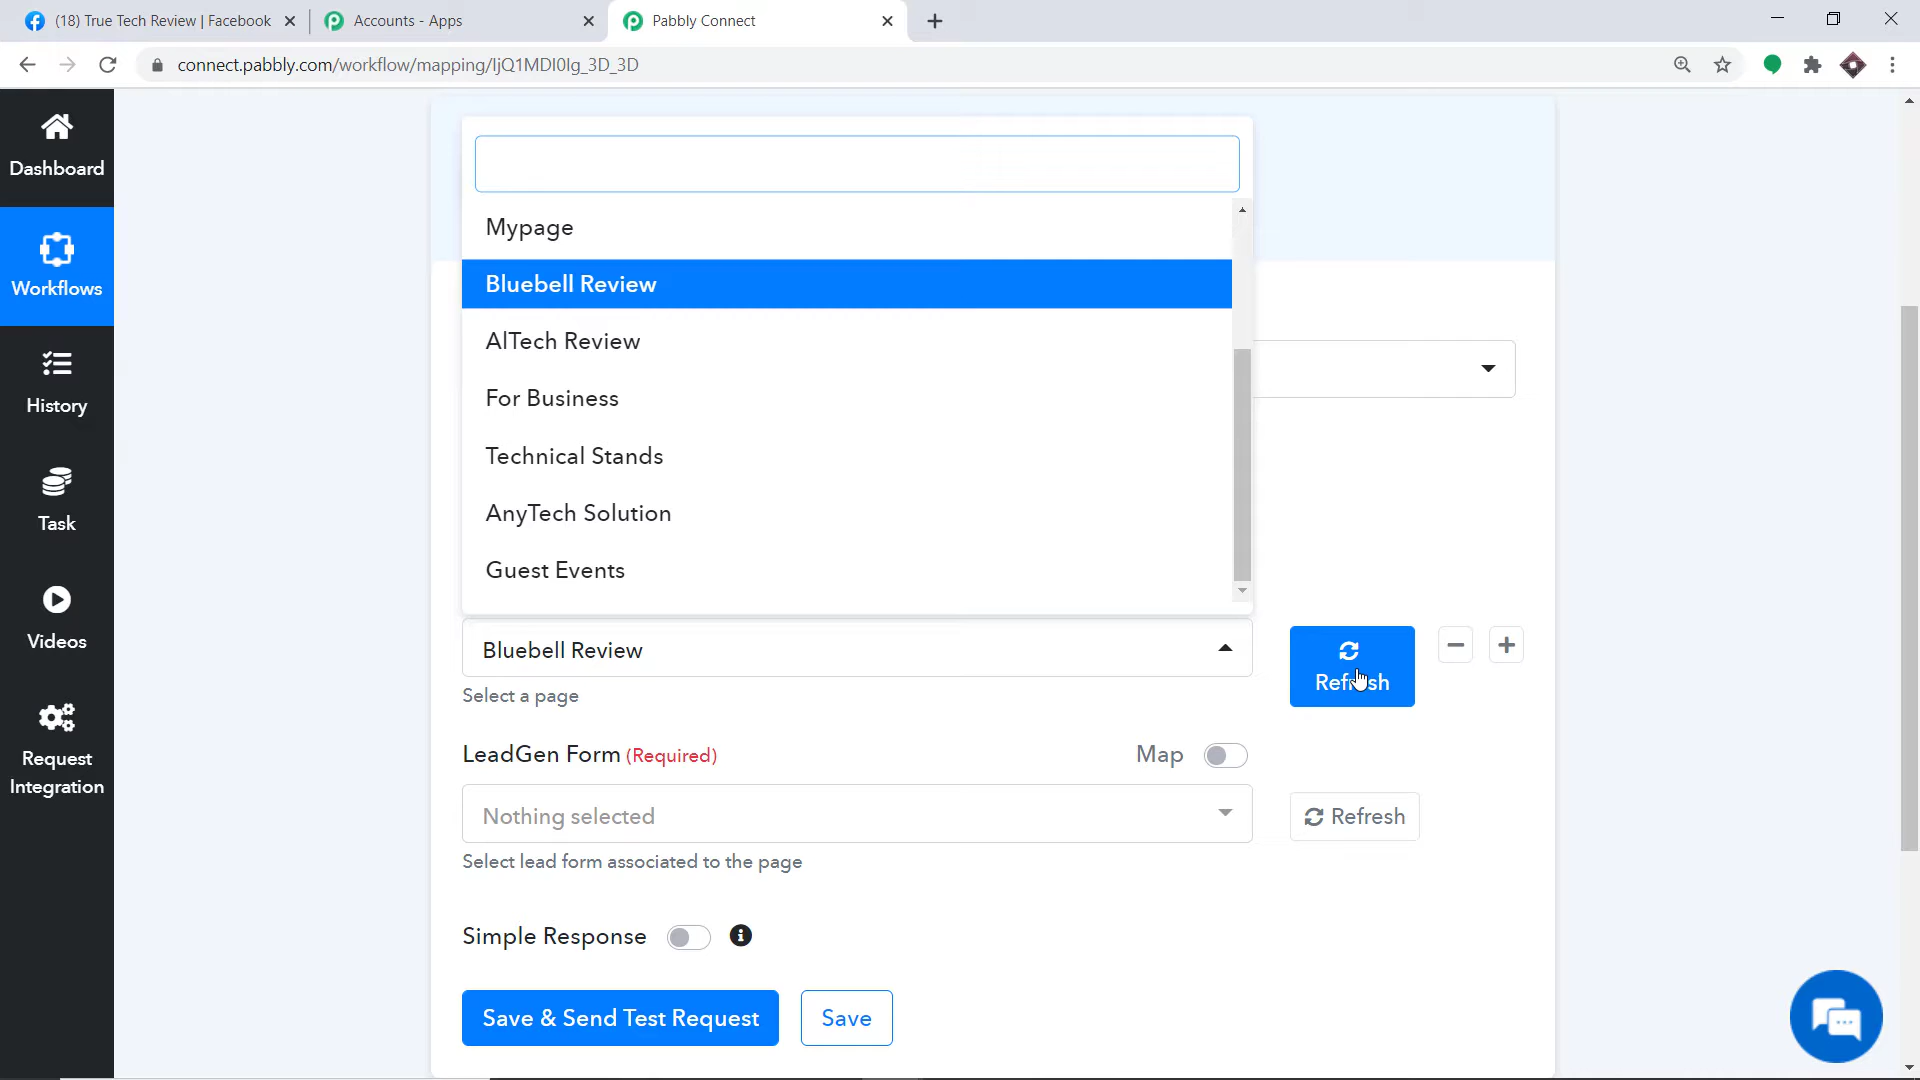 (18) True Tech Review | Facebook
Accounts - Apps
Pabbly Connect
connect.pabbly.com/workflow/mapping/IjQ1MDI0Ig_3D_3D
Dashboard
Workflows
History
Task
Videos
Request
Integration
Mypage
Bluebell Review
AlTech Review
For Business
Technical Stands
AnyTech Solution
Guest Events
Bluebell Review
Refresh
Select a page
LeadGen Form (Required)
Map
Nothing selected
Refresh
Select lead form associated to the page
Simple Response
Save & Send Test Request
Save